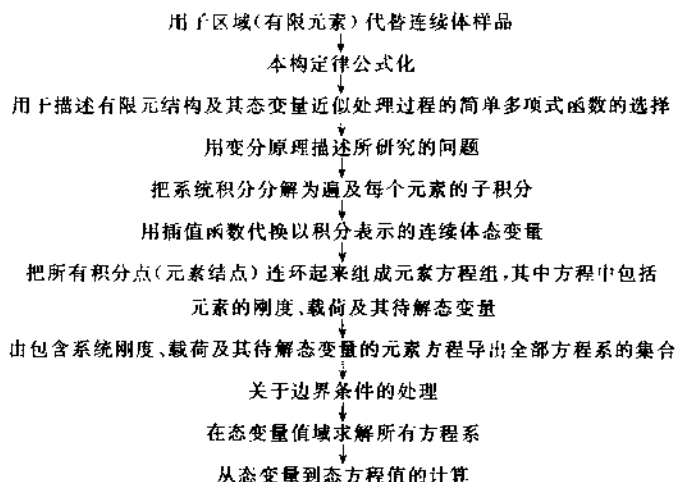 用子区域(有限元素)代替连续体样品
本构定律公式化
用于描述有限元结构及其态变量近似处理过程的简单多项式函数的选择
用变分原理描述所研究的问题
把系统积分分解为遍及每个元素的子积分
用插值函数代换以积分表示的连续体态变量
把所有积分点(元素结点)连环起来组成元素方程组,其中方程中包括
元素的刚度、载荷及其待解态变量
由包含系统刚度、载荷及其待解态变量的元素方程导出全部方程系的集合
关于边界条件的处理
在态变量值域求解所有方程系
从态变量到态方程值的计算